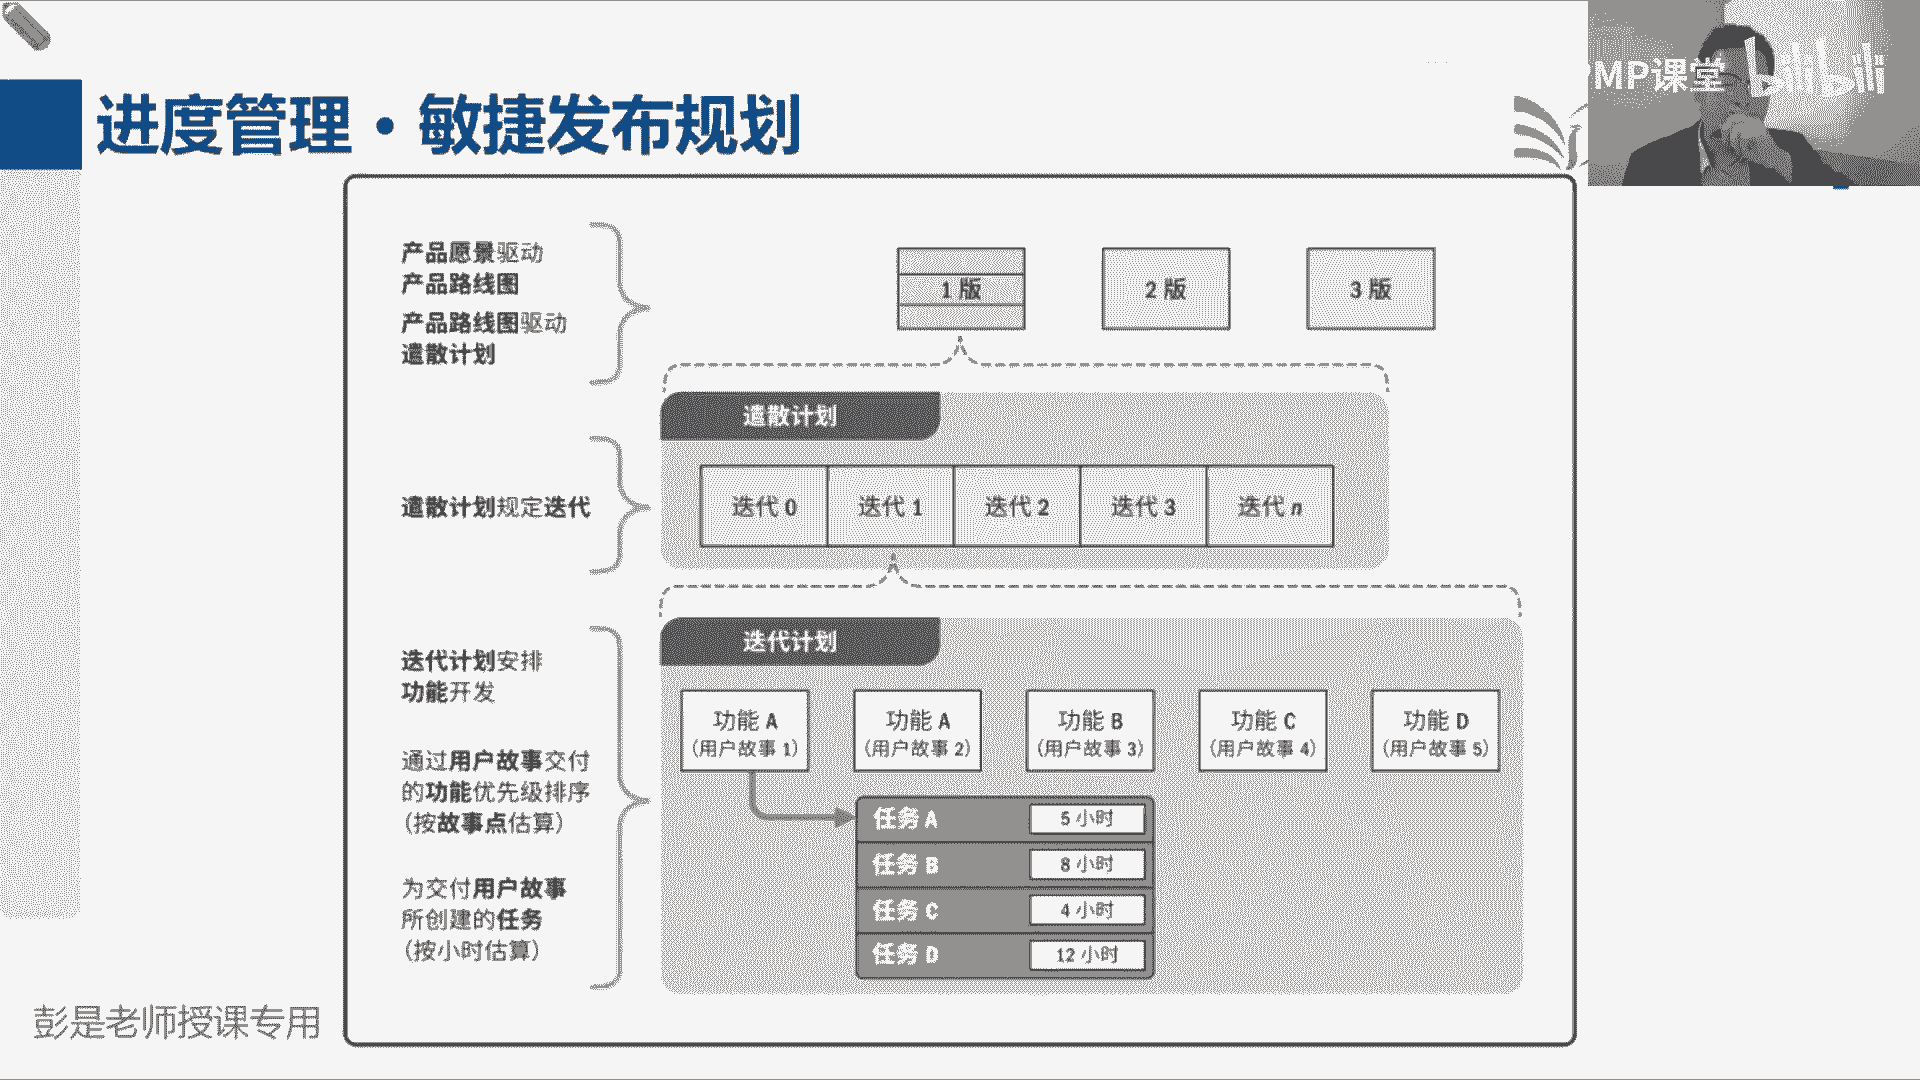 PMP课堂 bilibili
进度管理·敏捷发布规划
产品愿景驱动
产品路线图
产品路线图驱动
遣散计划
1 版
2 版
3 版
遣散计划
遣散计划规定迭代
迭代 0
迭代 1
迭代 2
迭代 3
迭代 n
迭代计划
迭代计划安排
功能开发
通过用户故事交付
的功能优先级排序
（按故事点估算）
为交付用户故事
所创建的任务
（按小时估算）
功能 A
（用户故事 1）
功能 A
（用户故事 2）
功能 B
（用户故事 3）
功能 C
（用户故事 4）
功能 D
（用户故事 5）
任务 A 5 小时
任务 B 8 小时
任务 C 4 小时
任务 D 12 小时
彭是老师授课专用